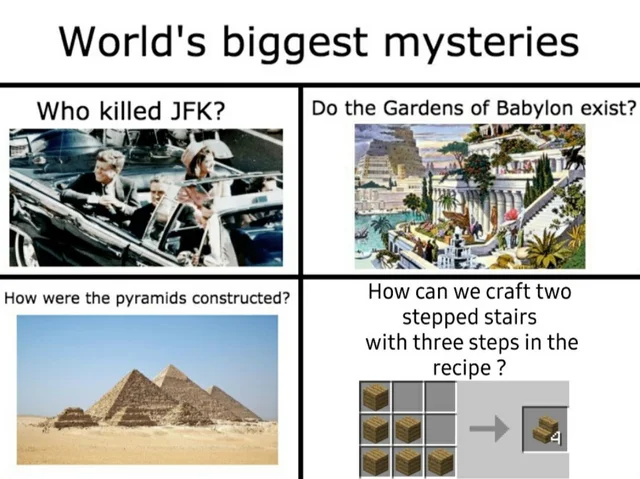 World's biggest mysteries
Who killed JFK?
Do the Gardens of Babylon exist?
How were the pyramids constructed?
How can we craft two
stepped stairs
with three steps in the
recipe ?
4